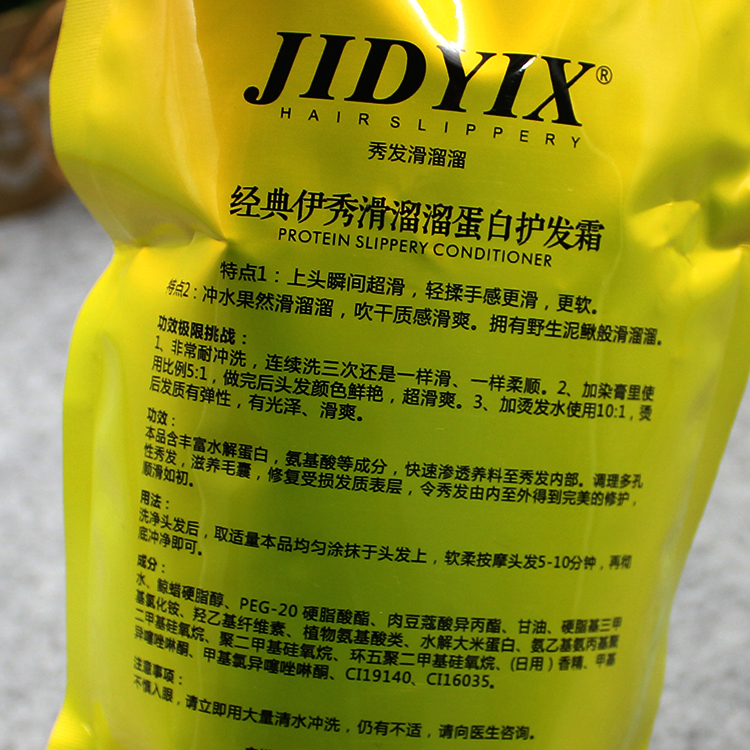 JIDYIX®
HAIRSLIPPERY
秀发滑溜溜
经典伊秀滑溜溜蛋白护发霜
PROTEIN SLIPPERY CONDITIONER
特点1：上头瞬间超滑，轻揉手感更滑，更软。
特点2：冲水果然滑溜溜，吹干质感滑爽。拥有野生泥鳅般滑溜溜。
功效极限挑战：
1、非常耐冲洗，连续洗三次还是一样滑、一样柔顺。2、加染膏里使
用比例5:1，做完后头发颜色鲜艳，超滑爽。3、加烫发水使用10:1，烫
后发质有弹性，有光泽、滑爽。
功效：
本品含丰富水解蛋白，氨基酸等成分，快速渗透养料至秀发内部。调理多孔
性秀发，滋养毛囊，修复受损发质表层，令秀发由内至外得到完美的修护，
顺滑如初。
用法：
洗净头发后，取适量本品均匀涂抹于头发上，软柔按摩头发5-10分钟，再彻
底冲净即可。
成分：
水、鲸蜡硬脂醇、PEG-20 硬脂酸酯、肉豆蔻酸异丙酯、甘油、硬脂基三甲
基氯化铵、羟乙基纤维素、植物氨基酸类、水解大米蛋白、氨乙基氨丙基聚
二甲基硅氧烷、聚二甲基硅氧烷、环五聚二甲基硅氧烷、(日用）香精、甲基
异噻唑啉酮、甲基氯异噻唑啉酮、CI19140、CI16035。
注意事项：
不慎入眼，请立即用大量清水冲洗，仍有不适，请向医生咨询。